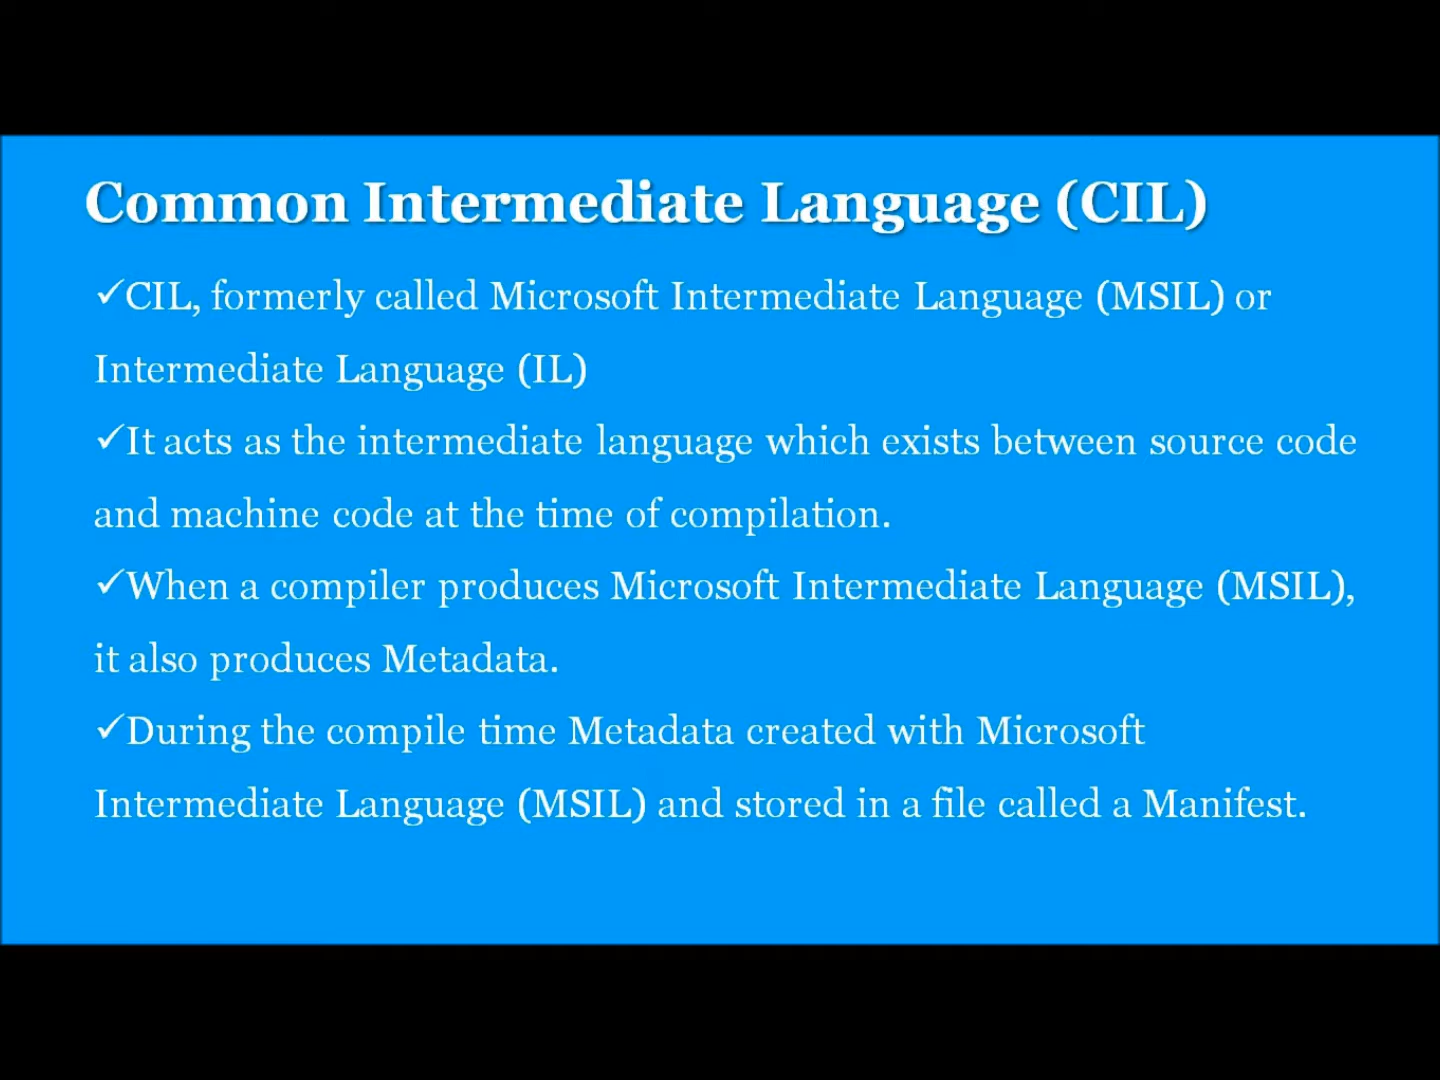 Common Intermediate Language (CIL)
✓CIL, formerly called Microsoft Intermediate Language (MSIL) or
Intermediate Language (IL)
✓It acts as the intermediate language which exists between source code
and machine code at the time of compilation.
✓When a compiler produces Microsoft Intermediate Language (MSIL),
it also produces Metadata.
✓During the compile time Metadata created with Microsoft
Intermediate Language (MSIL) and stored in a file called a Manifest.